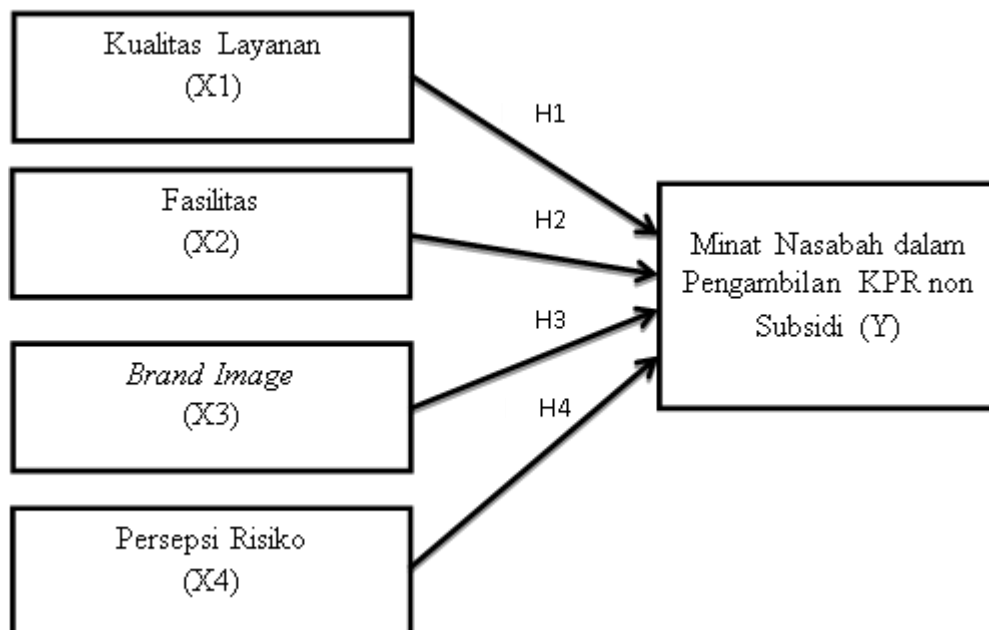 Kualitas Layanan
(X1)
H1
Fasilitas
(X2)
H2
Minat Nasabah dalam
Pengambilan KPR non
Subsidi (Y)
Brand Image
(X3)
H3
Persepsi Risiko
(X4)
H4